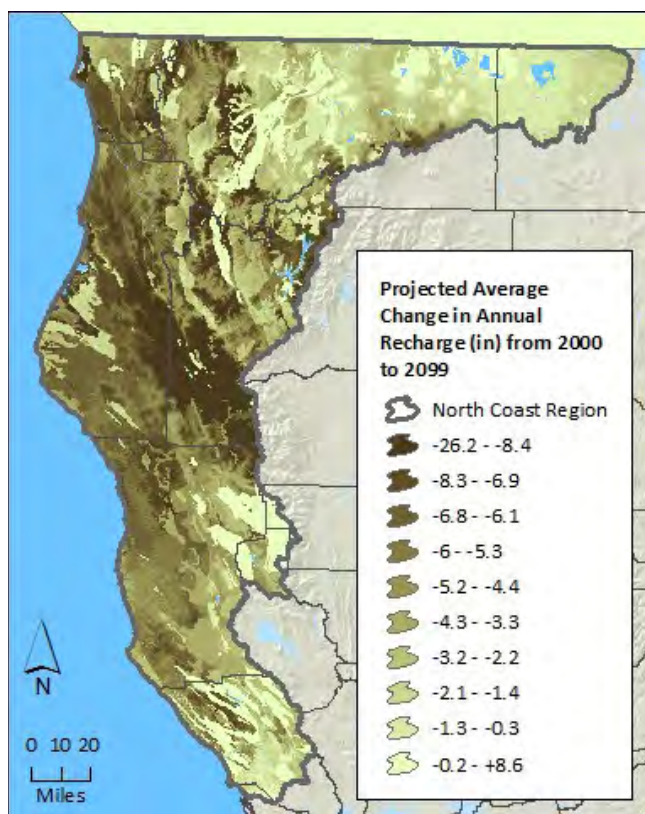 Projected Average
Change in Annual
Recharge (in) from 2000
to 2099
North Coast Region
-26.2 - -8.4
-8.3 - -6.9
-6.8 - -6.1
-6 --5.3
-5.2 - -4.4
-4.3 - -3.3
-3.2 - -2.2
-2.1 - -1.4
-1.3 - -0.3
-0.2 - +8.6
N
0 10 20
Miles